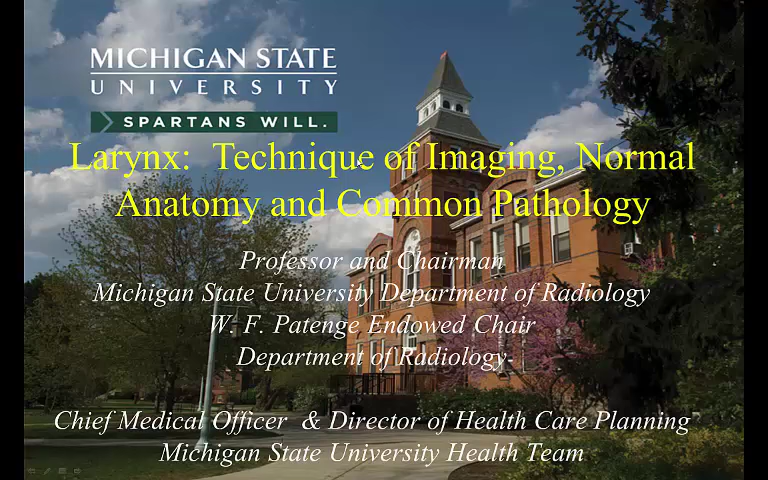 MICHIGAN STATE
UNIVERSITY
SPARTANS WILL.
Larynx: Technique of Imaging, Normal
Anatomy and Common Pathology
Professor and Chairman
Michigan State University Department of Radiology
W. F. Patenge Endowed Chair
Department of Radiology-
Chief Medical Officer & Director of Health Care Planning
Michigan State University Health Team